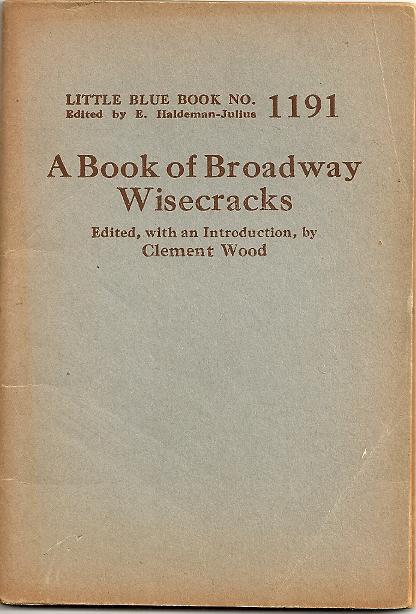 LITTLE BLUE BOOK NO. 1191
Edited by E. Haldeman-Julius
A Book of Broadway
Wisecracks
Edited, with an Introduction, by
Clement Wood